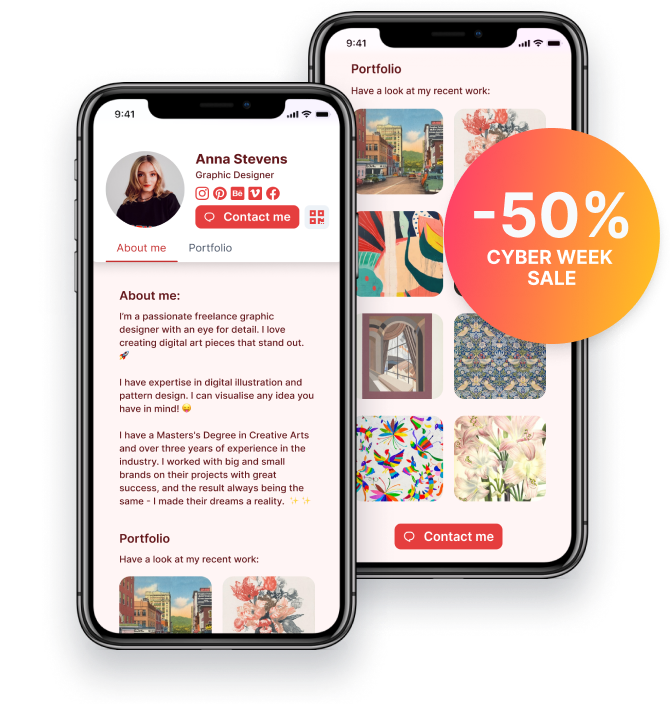 9:41
Anna Stevens
Graphic Designer
Bē
Contact me
About me
Portfolio
About me:
I'm a passionate freelance graphic
designer with an eye for detail. I love
creating digital art pieces that stand out.
🚀
I have expertise in digital illustration and
pattern design. I can visualise any idea you
have in mind! 😝
I have a Masters's Degree in Creative Arts
and over three years of experience in the
industry. I worked with big and small
brands on their projects with great
success, and the result always being the
same - I made their dreams a reality. ✨✨
Portfolio
Have a look at my recent work:
9:41
Portfolio
Have a look at my recent work:
Contact me
-50%
CYBER WEEK
SALE